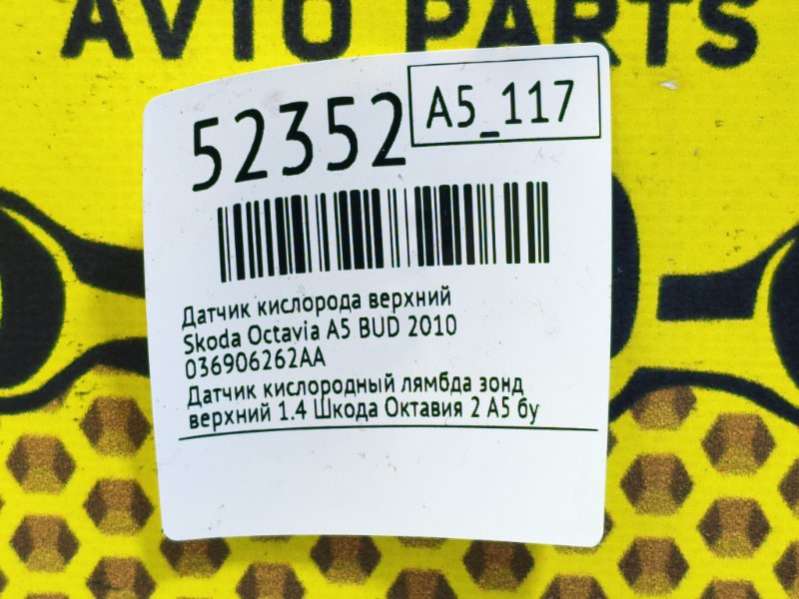 AVTO PARTS
52352
A5_117
Датчик кислорода верхний
Skoda Octavia A5 BUD 2010
036906262AA
Датчик кислородный лямбда зонд
верхний 1.4 Шкода Октавия 2 А5 бу